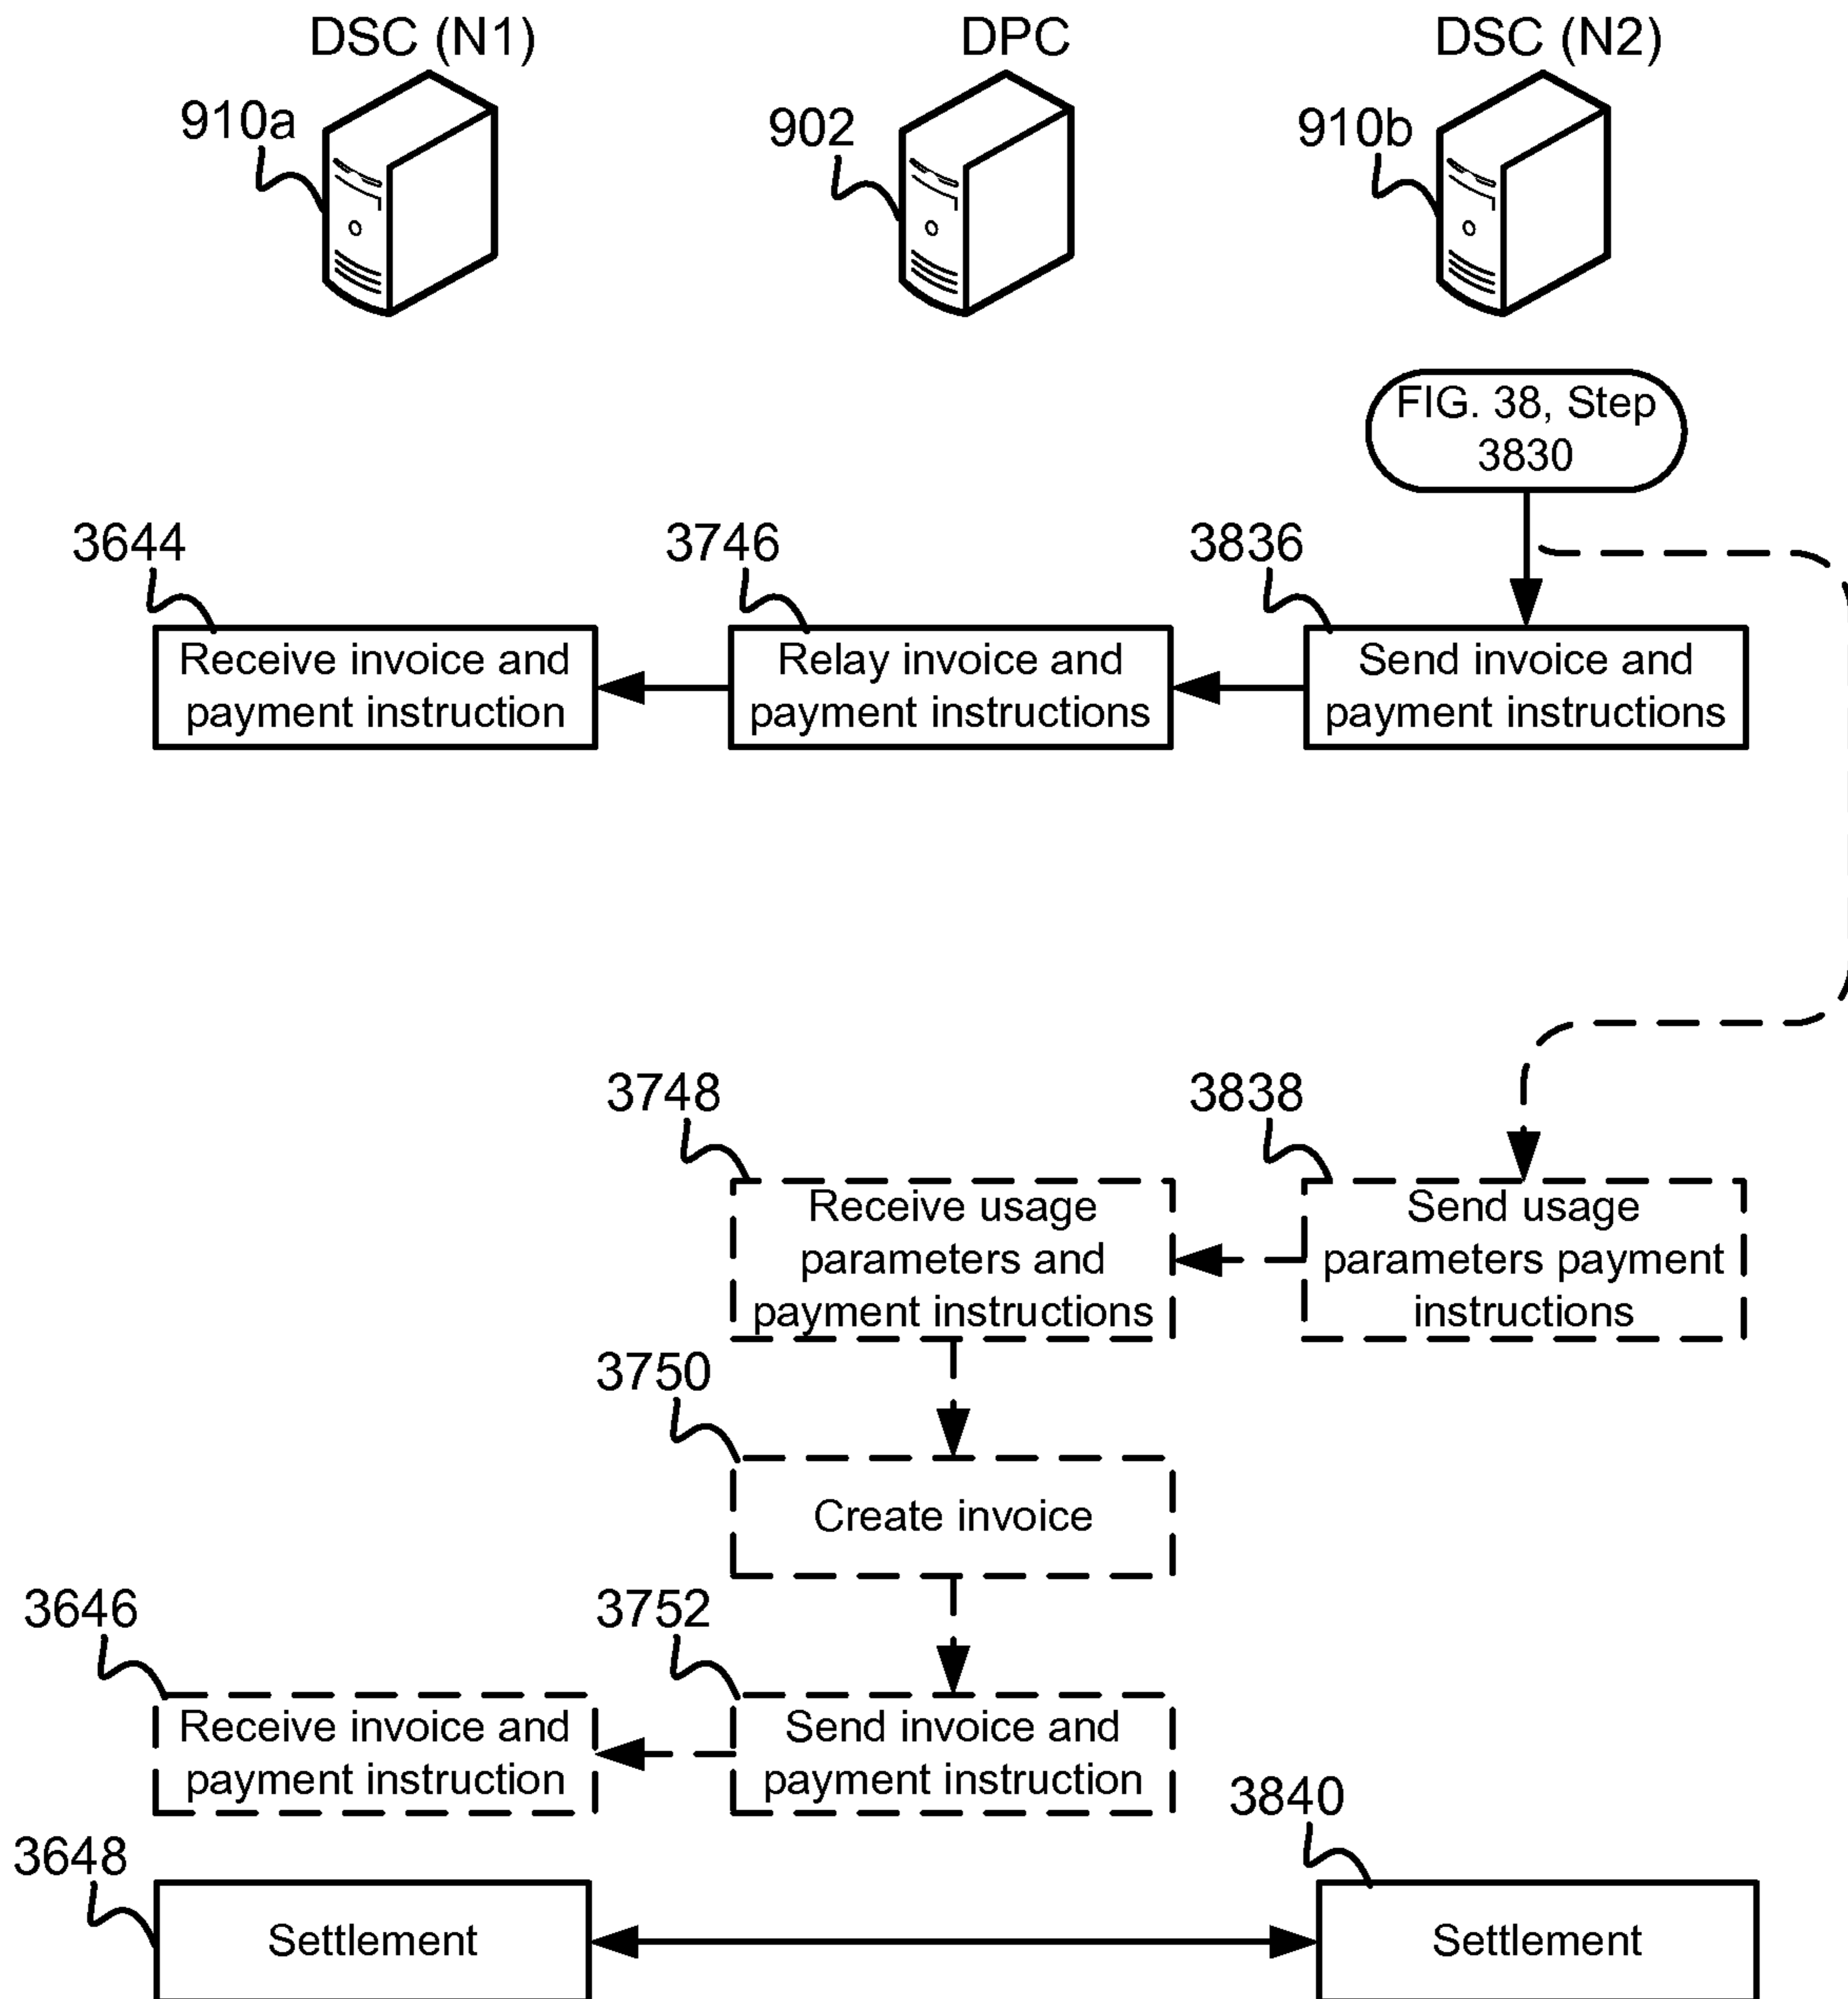 DSC (N1)
DPC
DSC (N2)
910a
902
910b
FIG. 38, Step
3830
3644
3746
3836
Receive invoice and
payment instruction
Relay invoice and
payment instructions
Send invoice and
payment instructions
3748
3838
Receive usage
parameters and
payment instructions
Send usage
parameters payment
instructions
3750
Create invoice
3646
3752
Receive invoice and
payment instruction
Send invoice and
payment instruction
3840
3648
Settlement
Settlement